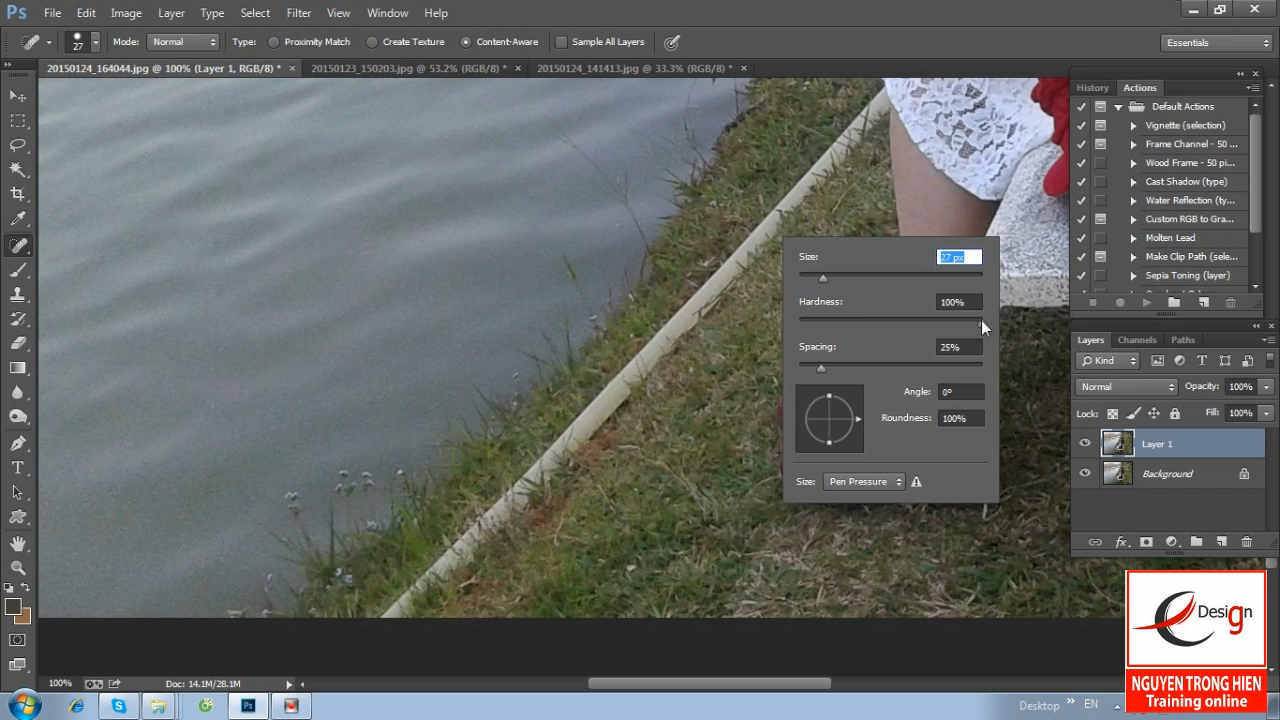 Ps File Edit Image Layer Type Select Filter View Window Help
27 Mode: Normal Type: Proximity Match Create Texture Content-Aware Sample All Layers Essentials
20150124_164044.jpg @ 100% (Layer 1, RGB/8) * × 20150123_150203.jpg @ 53.2% (RGB/8) * × 20150124_141413.jpg @ 33.3% (RGB/8) * ×
History Actions
Default Actions
Vignette (selection)
Frame Channel - 50 ...
Wood Frame - 50 pi...
Cast Shadow (type)
Water Reflection (ty...
Custom RGB to Gra...
Molten Lead
Make Clip Path (sele...
Sepia Toning (layer)
Size: 27 px
Hardness: 100%
Spacing: 25%
Angle: 0º
Roundness: 100%
Size: Pen Pressure
Layers Channels Paths
Kind
Normal Opacity: 100%
Lock: Fill: 100%
Layer 1
Background
fx
Design
NGUYEN TRONG HIEN
Training online
100% Doc: 14.1M/28.1M
Desktop » EN